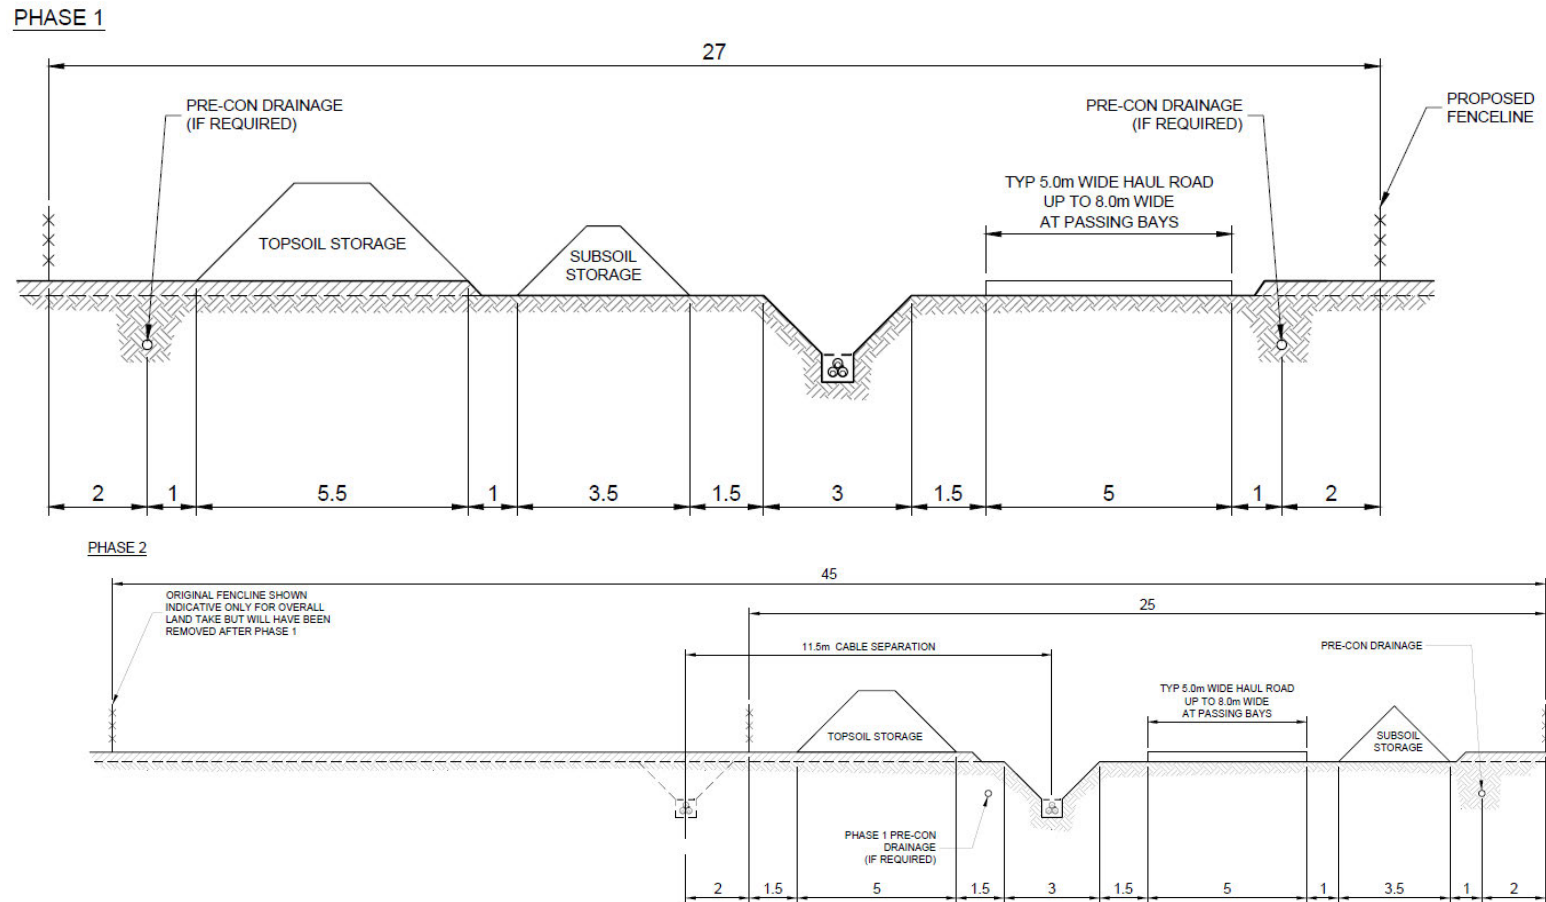 PHASE 1
27
PRE-CON DRAINAGE
(IF REQUIRED)
PRE-CON DRAINAGE
(IF REQUIRED)
PROPOSED
FENCELINE
TYP 5.0m WIDE HAUL ROAD
UP TO 8.0m WIDE
AT PASSING BAYS
TOPSOIL STORAGE
SUBSOIL
STORAGE
2 1 5.5 1 3.5 1.5 3 1.5 5 1 2
PHASE 2
45
ORIGINAL FENCLINE SHOWN
INDICATIVE ONLY FOR OVERALL
LAND TAKE BUT WILL HAVE BEEN
REMOVED AFTER PHASE 1
25
11.5m CABLE SEPARATION
PRE-CON DRAINAGE
TYP 5.0m WIDE HAUL ROAD
UP TO 8.0m WIDE
AT PASSING BAYS
TOPSOIL STORAGE
SUBSOIL
STORAGE
PHASE 1 PRE-CON
DRAINAGE
(IF REQUIRED)
2 1.5 5 1.5 3 1.5 5 1 3.5 1 2